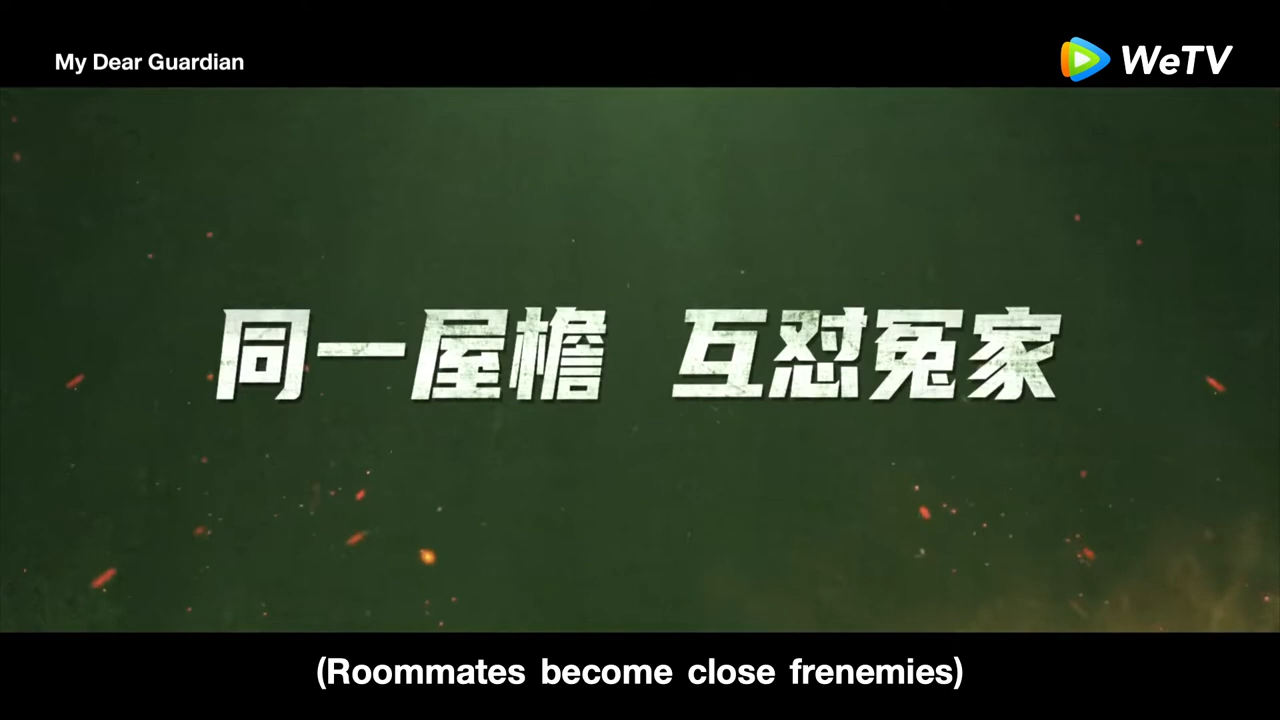 My Dear Guardian
WeTV
同一屋檐 互怼冤家
(Roommates become close frenemies)